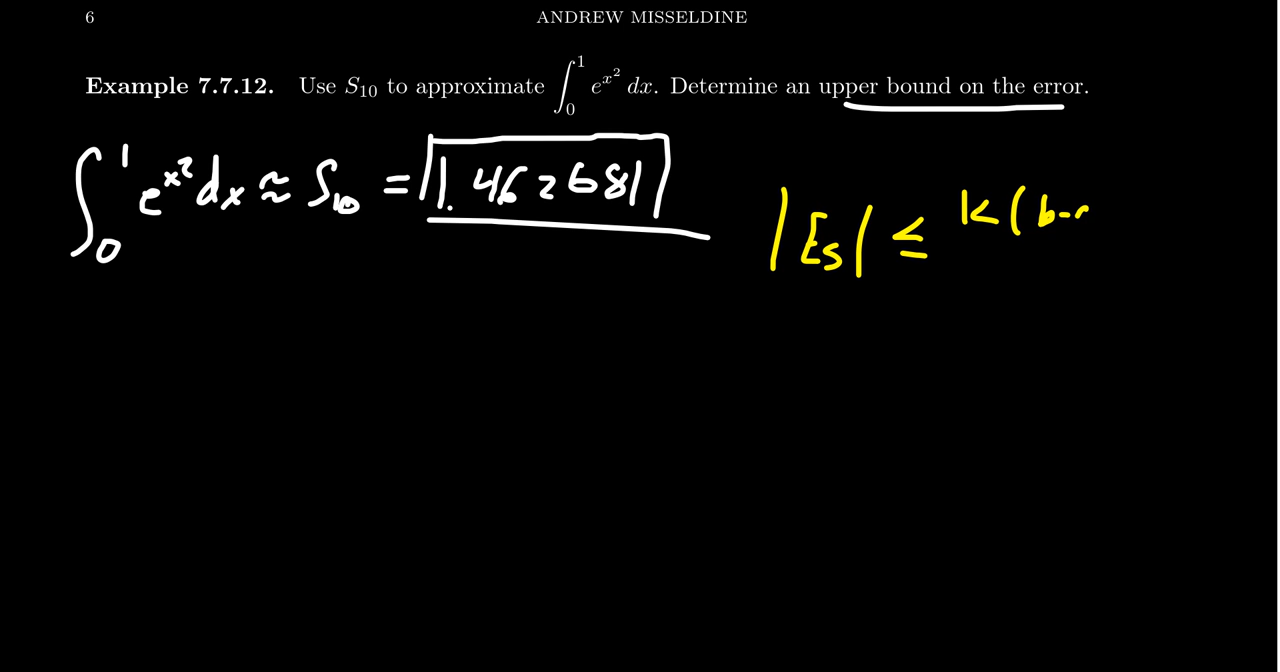 6 ANDREW MISSELDINE
Example 7.7.12. Use S₁₀ to approximate ∫₀¹ e^{x²} dx. Determine an upper bound on the error.
∫₀¹ e^{x²} dx ≈ S₁₀ = 1.462681
|E_S| ≤ K(b-